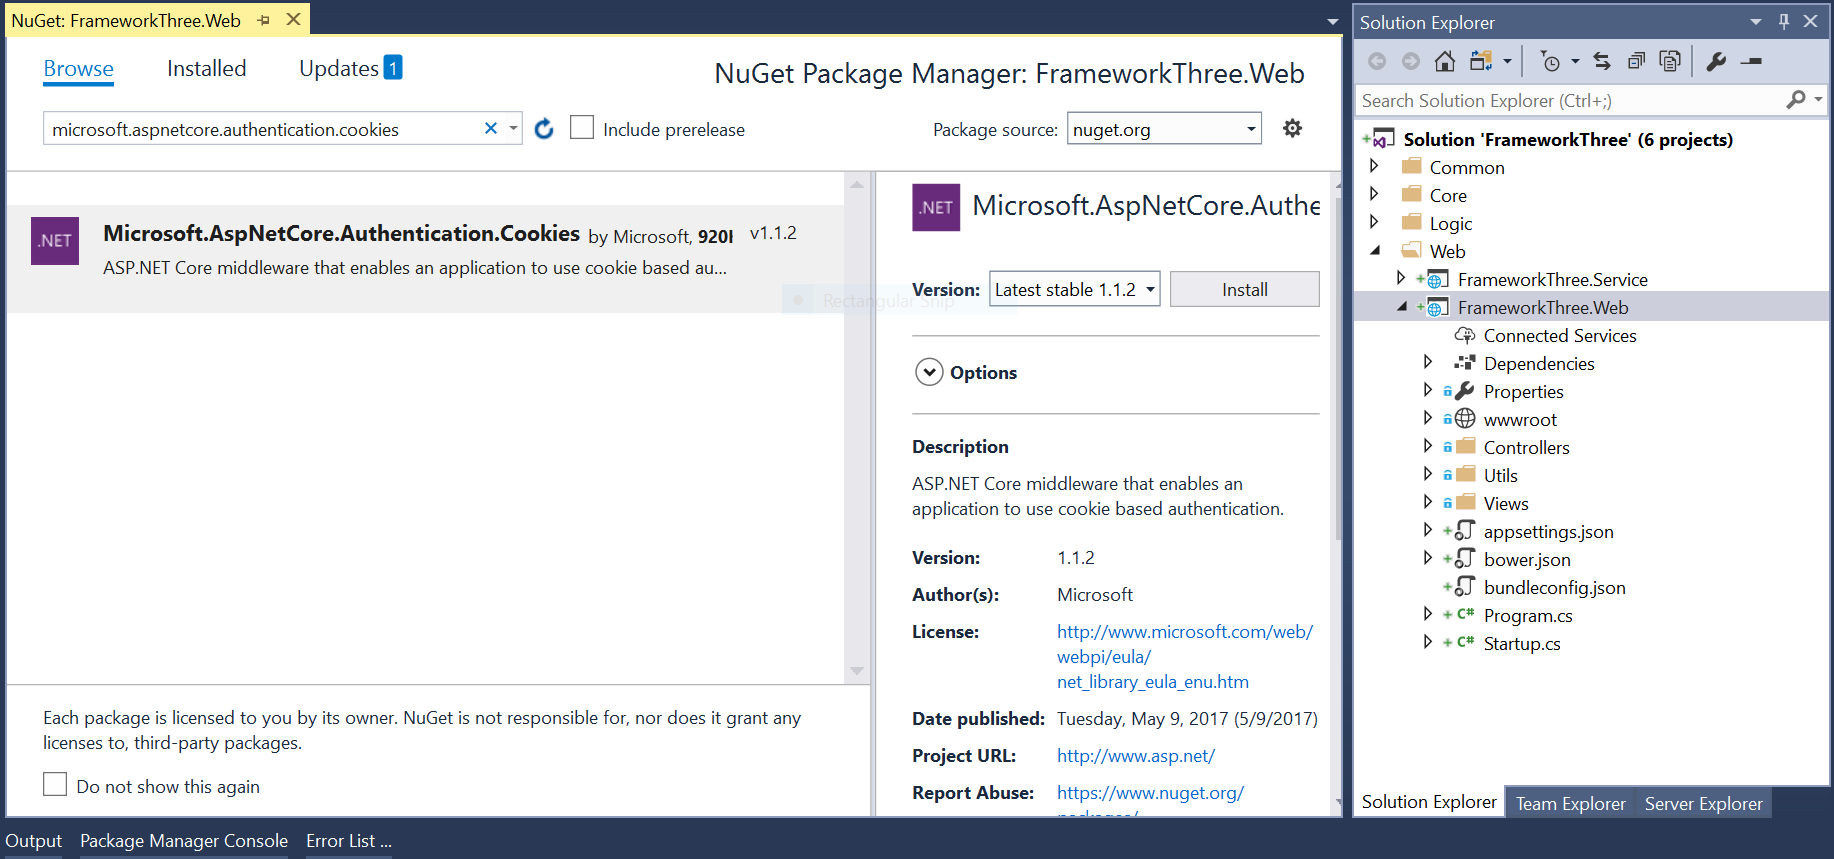 NuGet: FrameworkThree.Web
Browse
Installed
Updates 1
NuGet Package Manager: FrameworkThree.Web
microsoft.aspnetcore.authentication.cookies
Include prerelease
Package source: nuget.org
.NET
Microsoft.AspNetCore.Authentication.Cookies by Microsoft, 920 v1.1.2
ASP.NET Core middleware that enables an application to use cookie based au...
Rectangular Snip
Each package is licensed to you by its owner. NuGet is not responsible for, nor does it grant any
licenses to, third-party packages.
Do not show this again
.NET Microsoft.AspNetCore.Authe
Version: Latest stable 1.1.2 Install
Options
Description
ASP.NET Core middleware that enables an
application to use cookie based authentication.
Version: 1.1.2
Author(s): Microsoft
License: http://www.microsoft.com/web/
webpi/eula/
net_library_eula_enu.htm
Date published: Tuesday, May 9, 2017 (5/9/2017)
Project URL: http://www.asp.net/
Report Abuse: https://www.nuget.org/
packages/
Solution Explorer
Search Solution Explorer (Ctrl+;)
Solution 'FrameworkThree' (6 projects)
Common
Core
Logic
Web
FrameworkThree.Service
FrameworkThree.Web
Connected Services
Dependencies
Properties
wwwroot
Controllers
Utils
Views
appsettings.json
bower.json
bundleconfig.json
C# Program.cs
C# Startup.cs
Solution Explorer
Team Explorer
Server Explorer
Output
Package Manager Console
Error List ...